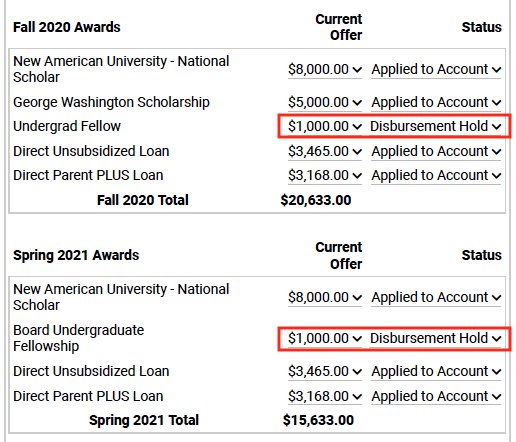 Fall 2020 Awards Current Offer Status
New American University - National Scholar $8,000.00 Applied to Account
George Washington Scholarship $5,000.00 Applied to Account
Undergrad Fellow $1,000.00 Disbursement Hold
Direct Unsubsidized Loan $3,465.00 Applied to Account
Direct Parent PLUS Loan $3,168.00 Applied to Account
Fall 2020 Total $20,633.00
Spring 2021 Awards Current Offer Status
New American University - National Scholar $8,000.00 Applied to Account
Board Undergraduate Fellowship $1,000.00 Disbursement Hold
Direct Unsubsidized Loan $3,465.00 Applied to Account
Direct Parent PLUS Loan $3,168.00 Applied to Account
Spring 2021 Total $15,633.00